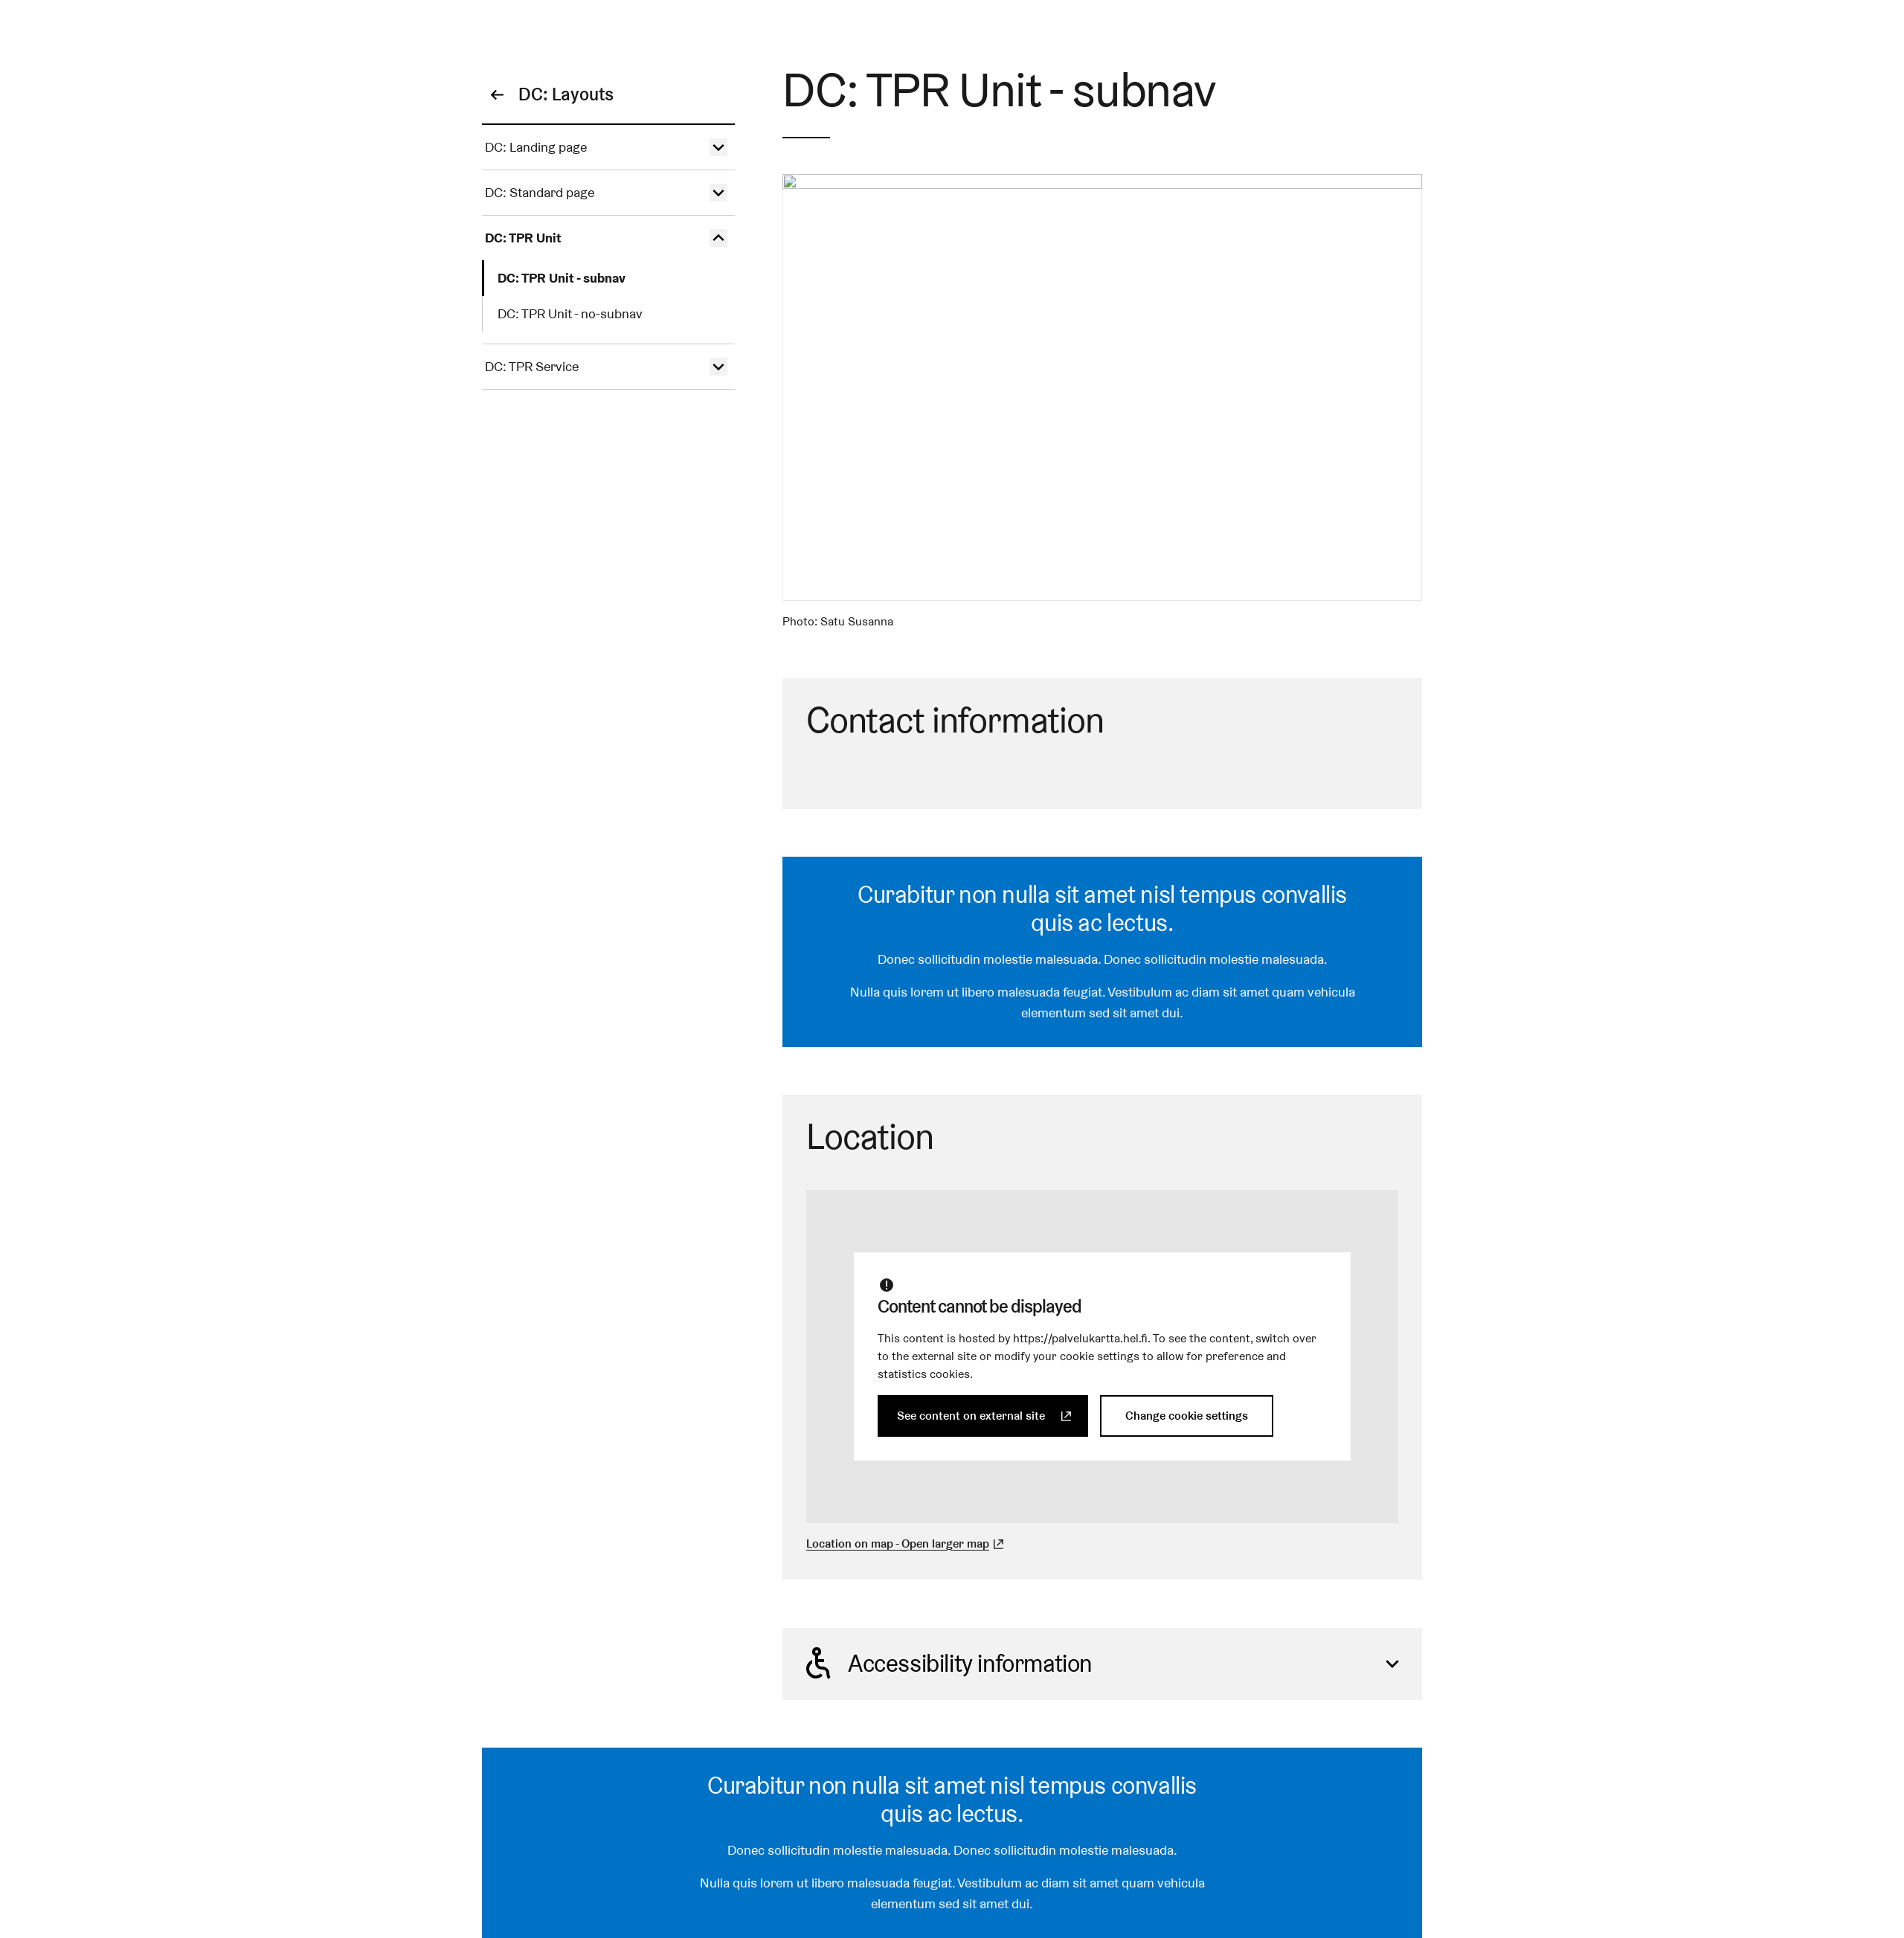 DC: Layouts
DC: Landing page
DC: Standard page
DC: TPR Unit
DC: TPR Unit - subnav
DC: TPR Unit - no-subnav
DC: TPR Service
DC: TPR Unit - subnav
Photo: Satu Susanna
Contact information
Curabitur non nulla sit amet nisl tempus convallis
quis ac lectus.
Donec sollicitudin molestie malesuada. Donec sollicitudin molestie malesuada.
Nulla quis lorem ut libero malesuada feugiat. Vestibulum ac diam sit amet quam vehicula
elementum sed sit amet dui.
Location
Content cannot be displayed
This content is hosted by https://palvelukartta.hel.fi. To see the content, switch over
to the external site or modify your cookie settings to allow for preference and
statistics cookies.
See content on external site
Change cookie settings
Location on map - Open larger map
Accessibility information
Curabitur non nulla sit amet nisl tempus convallis
quis ac lectus.
Donec sollicitudin molestie malesuada. Donec sollicitudin molestie malesuada.
Nulla quis lorem ut libero malesuada feugiat. Vestibulum ac diam sit amet quam vehicula
elementum sed sit amet dui.